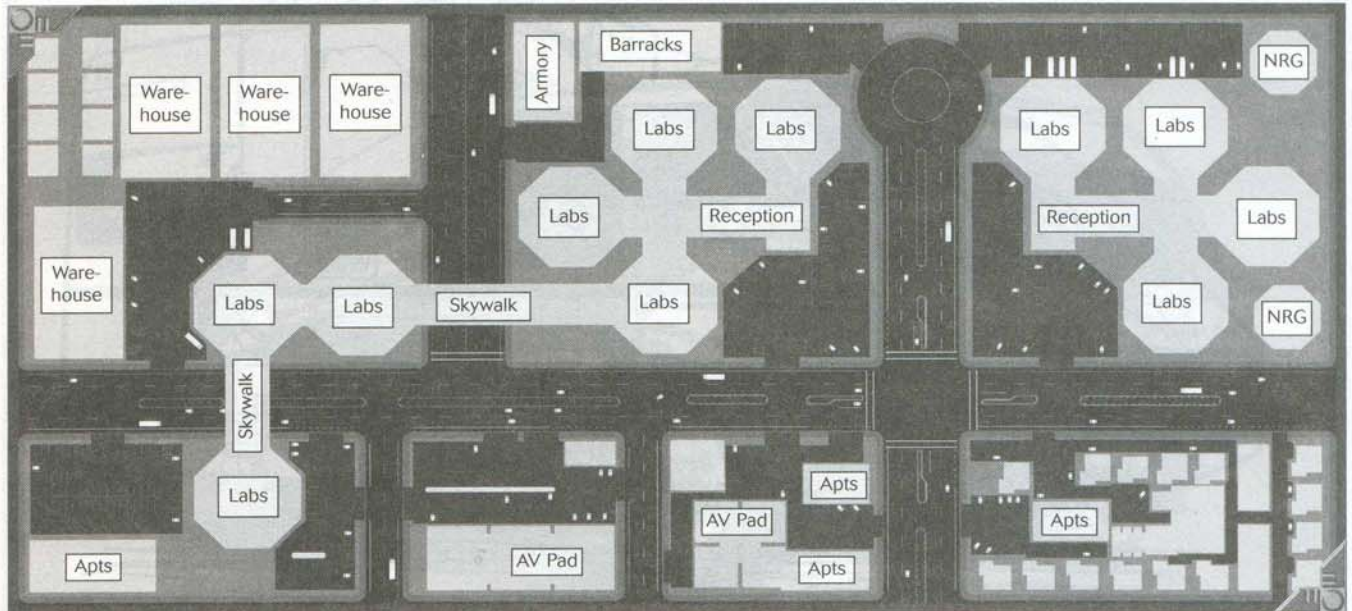 Armory
Barracks
NRG
Ware-
house
Ware-
house
Ware-
house
Labs
Labs
Labs
Labs
Labs
Reception
Reception
Labs
Ware-
house
Labs
Labs
Skywalk
Labs
Labs
NRG
Skywalk
Labs
Apts
AV Pad
Apts
AV Pad
Apts
Apts